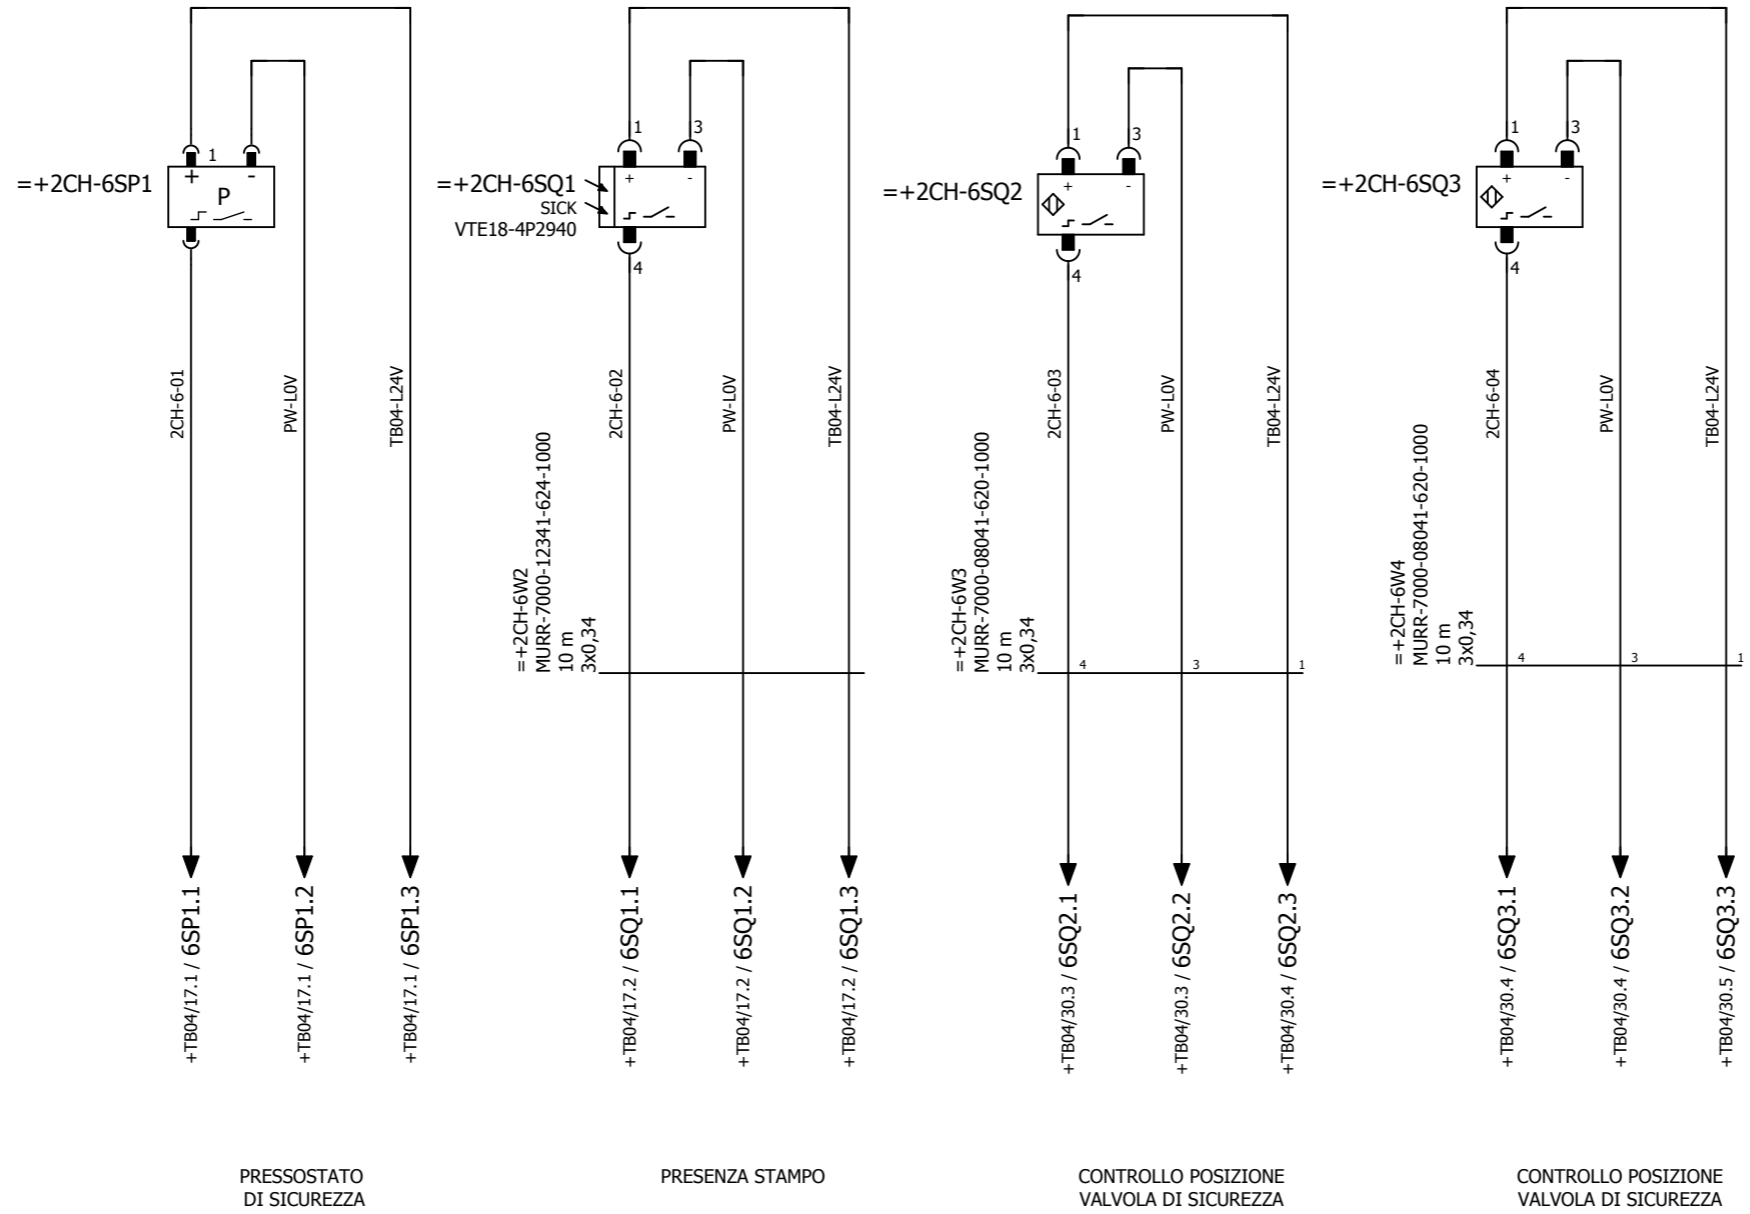 =+2CH-6SP1
1
+
-
P
2CH-6-01
PW-L0V
TB04-L24V
+TB04/17.1 / 6SP1.1
+TB04/17.1 / 6SP1.2
+TB04/17.1 / 6SP1.3
PRESSOSTATO
DI SICUREZZA
=+2CH-6SQ1
SICK
VTE18-4P2940
1
3
+
-
4
2CH-6-02
PW-L0V
TB04-L24V
=+2CH-6W2
MURR-7000-12341-624-1000
10 m
3x0,34
+TB04/17.2 / 6SQ1.1
+TB04/17.2 / 6SQ1.2
+TB04/17.2 / 6SQ1.3
PRESENZA STAMPO
=+2CH-6SQ2
1
3
+
-
4
2CH-6-03
PW-L0V
TB04-L24V
=+2CH-6W3
MURR-7000-08041-620-1000
10 m
3x0,34
4
3
1
+TB04/30.3 / 6SQ2.1
+TB04/30.3 / 6SQ2.2
+TB04/30.4 / 6SQ2.3
CONTROLLO POSIZIONE
VALVOLA DI SICUREZZA
=+2CH-6SQ3
1
3
+
-
4
2CH-6-04
PW-L0V
TB04-L24V
=+2CH-6W4
MURR-7000-08041-620-1000
10 m
3x0,34
4
3
1
+TB04/30.4 / 6SQ3.1
+TB04/30.4 / 6SQ3.2
+TB04/30.5 / 6SQ3.3
CONTROLLO POSIZIONE
VALVOLA DI SICUREZZA